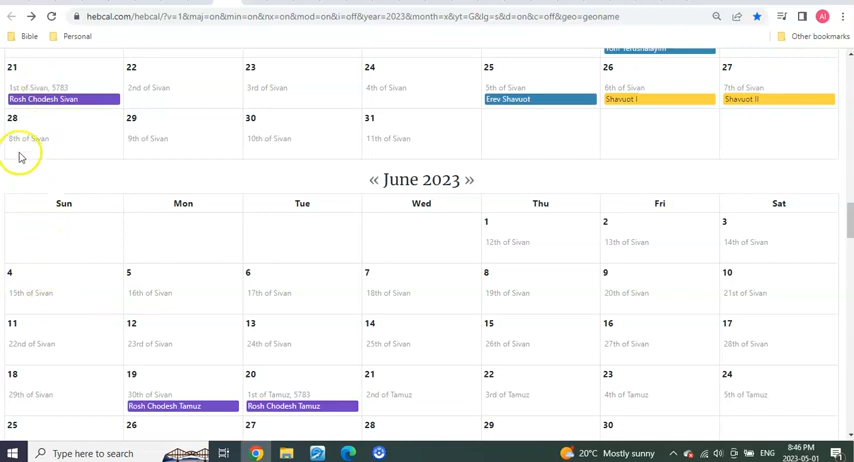 hebcal.com/hebcal/?v=1&maj=on&min=on&nx=on&mod=on&i=off&year=2023&month=x&yt=G&lg=s&d=on&c=off&geo=geoname
AI
Bible
Personal
Other bookmarks
Yom Yerushalayim
21 22 23 24 25 26 27
1st of Sivan, 5783 2nd of Sivan 3rd of Sivan 4th of Sivan 5th of Sivan 6th of Sivan 7th of Sivan
Rosh Chodesh Sivan Erev Shavuot Shavuot I Shavuot II
28 29 30 31
8th of Sivan 9th of Sivan 10th of Sivan 11th of Sivan
« June 2023 »
Sun Mon Tue Wed Thu Fri Sat
1 2 3
12th of Sivan 13th of Sivan 14th of Sivan
4 5 6 7 8 9 10
15th of Sivan 16th of Sivan 17th of Sivan 18th of Sivan 19th of Sivan 20th of Sivan 21st of Sivan
11 12 13 14 15 16 17
22nd of Sivan 23rd of Sivan 24th of Sivan 25th of Sivan 26th of Sivan 27th of Sivan 28th of Sivan
18 19 20 21 22 23 24
29th of Sivan 30th of Sivan 1st of Tamuz, 5783 2nd of Tamuz 3rd of Tamuz 4th of Tamuz 5th of Tamuz
Rosh Chodesh Tamuz Rosh Chodesh Tamuz
25 26 27 28 29 30
Type here to search
20°C Mostly sunny
ENG
8:46 PM
2023-05-01